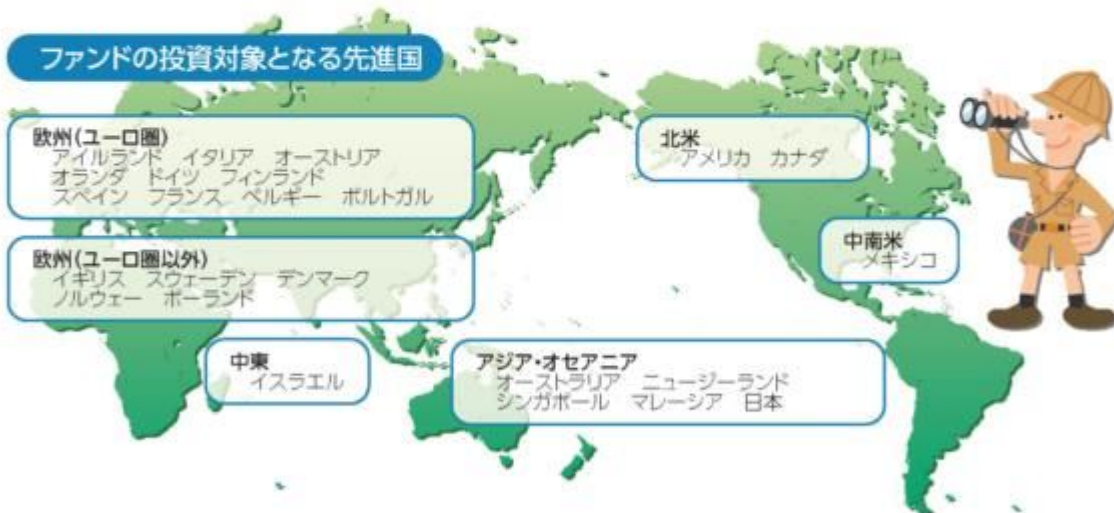 ファンドの投資対象となる先進国
欧州(ユーロ圏)
アイルランド イタリア オーストリア
オランダ ドイツ フィンランド
スペイン フランス ベルギー ポルトガル
欧州(ユーロ圏以外)
イギリス スウェーデン デンマーク
ノルウェー ポーランド
中東
イスラエル
アジア・オセアニア
オーストラリア ニュージーランド
シンガポール マレーシア 日本
北米
アメリカ カナダ
中南米
メキシコ